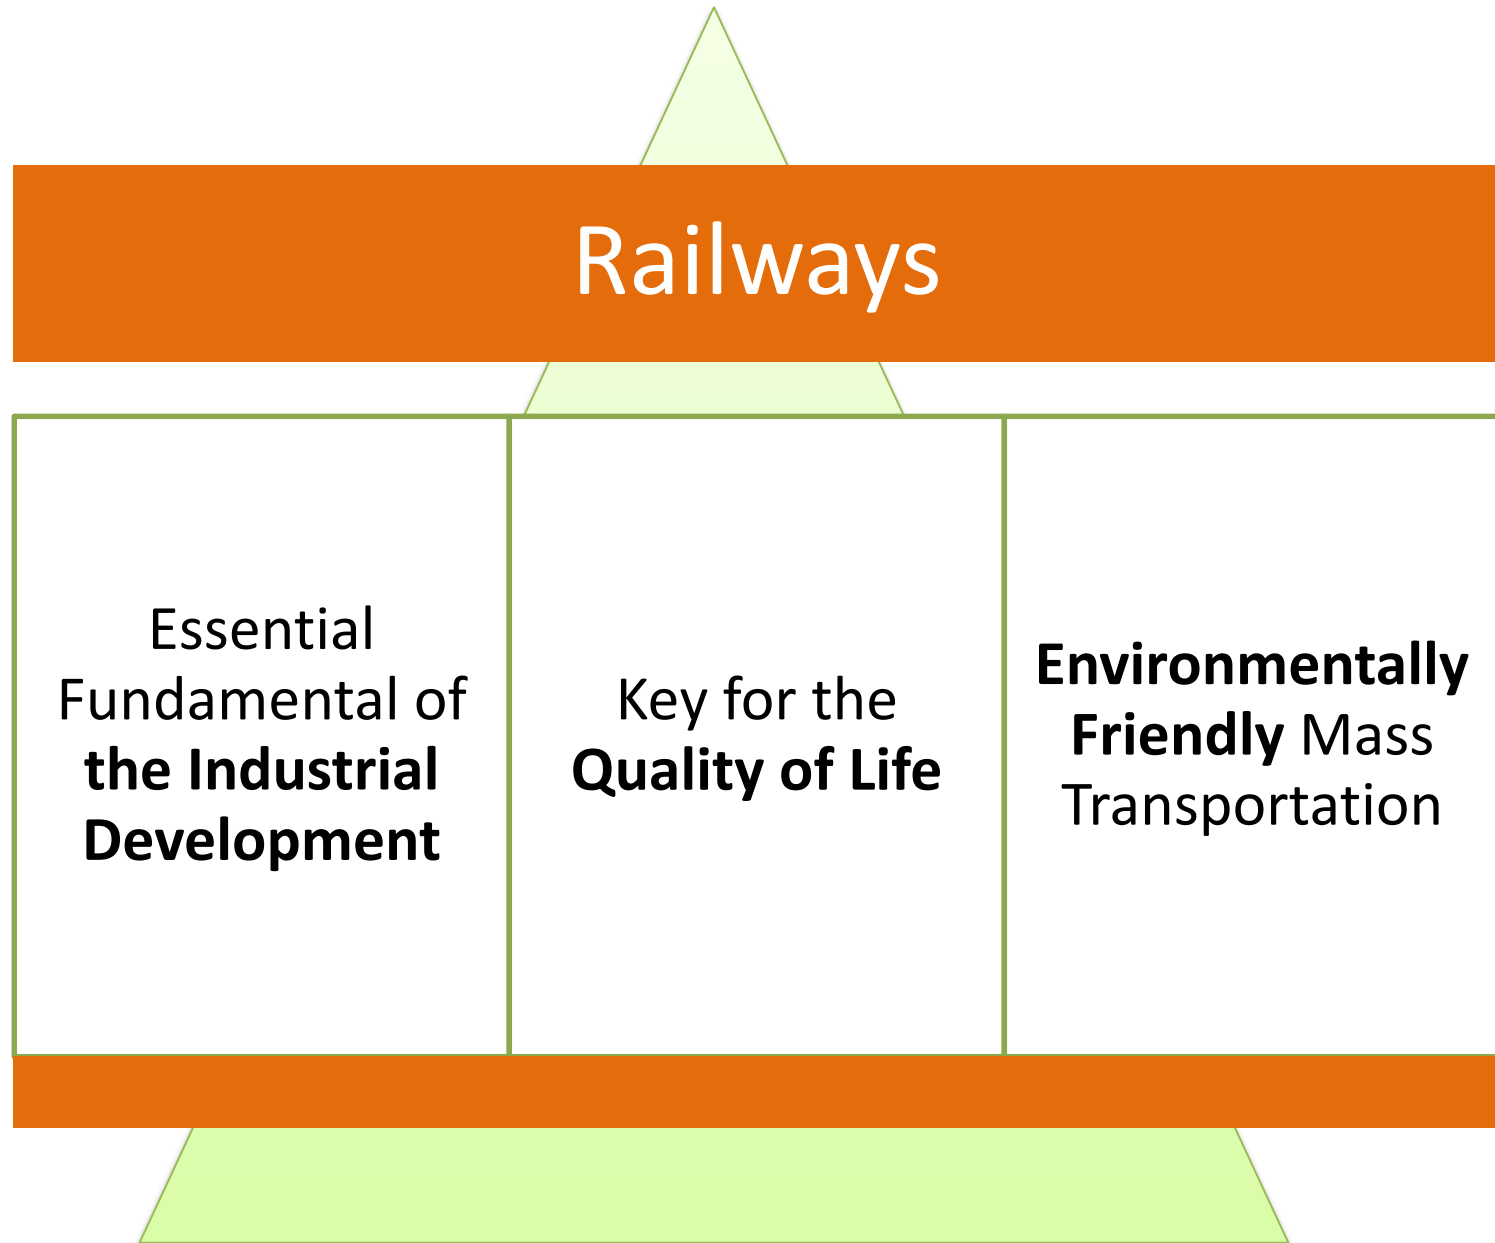 Railways
Essential
Fundamental of
the Industrial
Development
Key for the
Quality of Life
Environmentally
Friendly Mass
Transportation